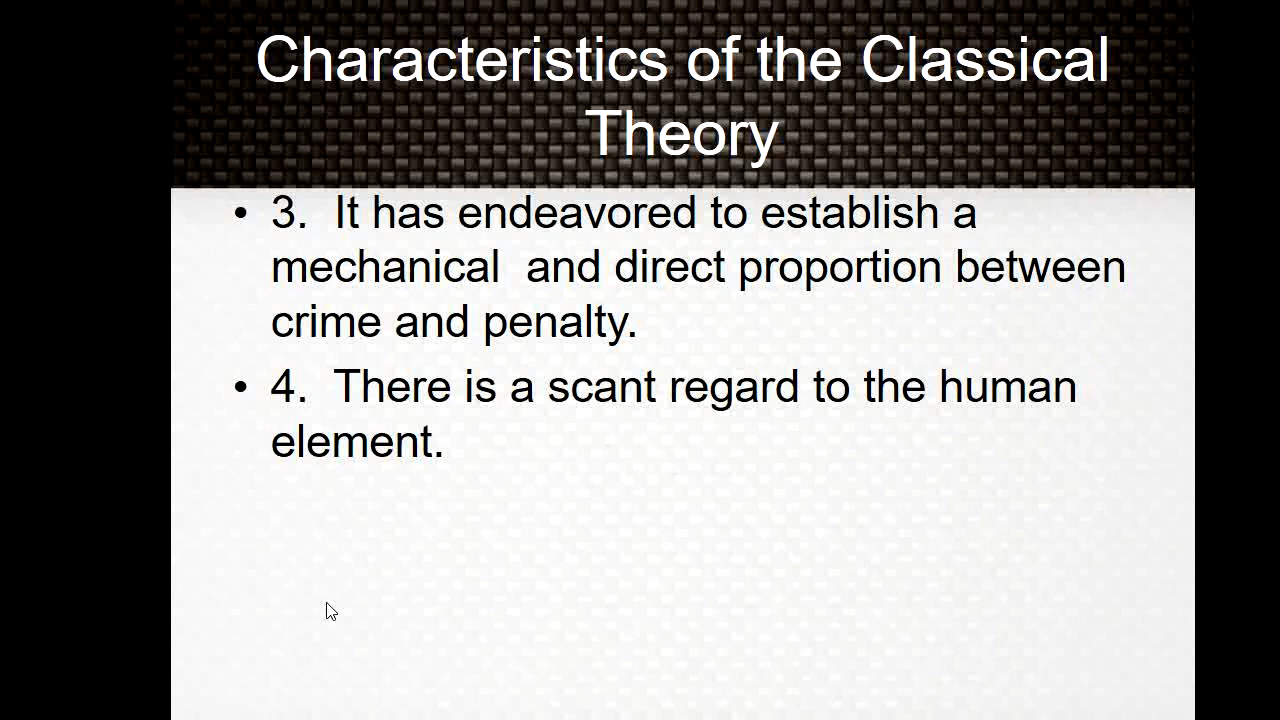 Characteristics of the Classical
Theory
• 3.  It has endeavored to establish a
mechanical  and direct proportion between
crime and penalty.
• 4.  There is a scant regard to the human
element.